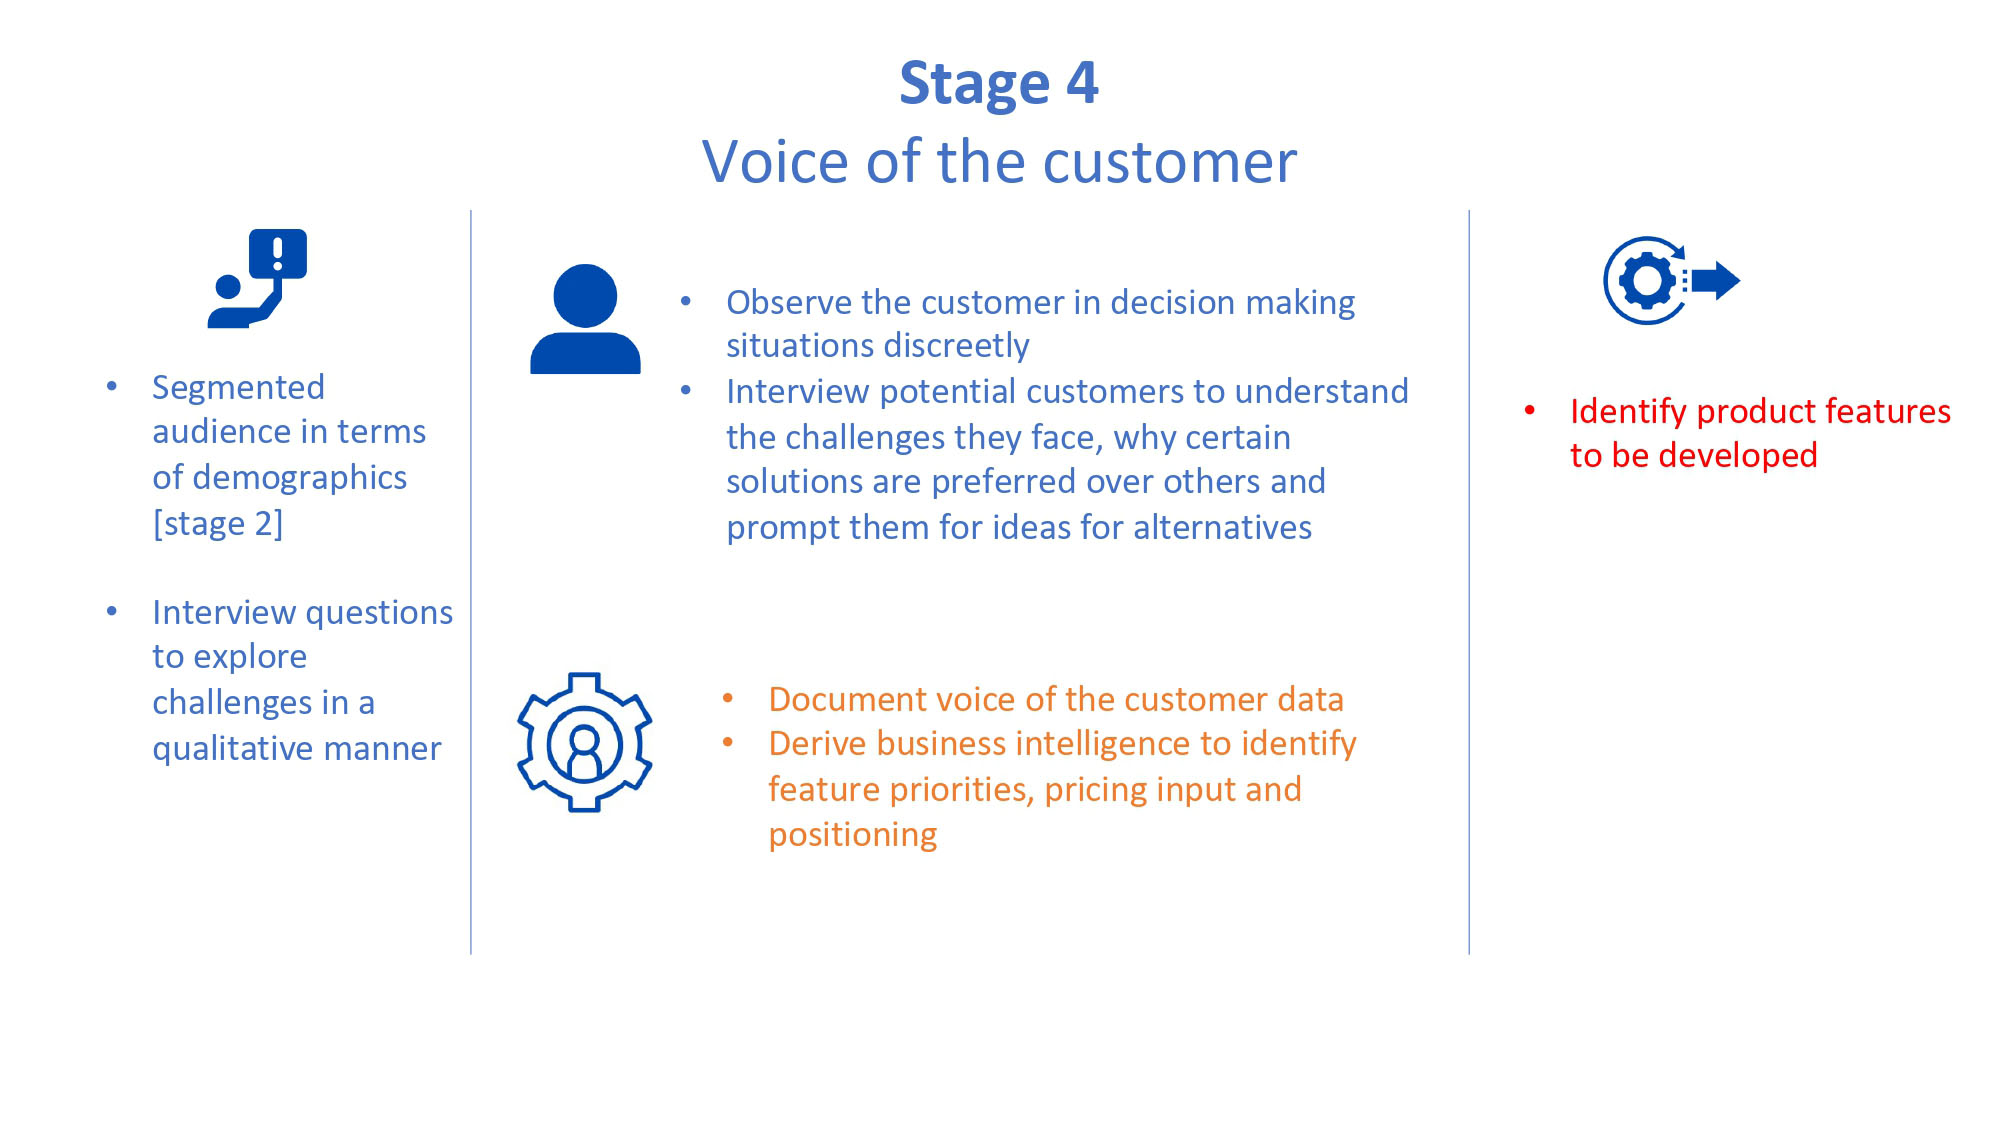 Stage 4
Voice of the customer
• Segmented
audience in terms
of demographics
[stage 2]
• Interview questions
to explore
challenges in a
qualitative manner
• Observe the customer in decision making
situations discreetly
• Interview potential customers to understand
the challenges they face, why certain
solutions are preferred over others and
prompt them for ideas for alternatives
• Document voice of the customer data
• Derive business intelligence to identify
feature priorities, pricing input and
positioning
• Identify product features
to be developed